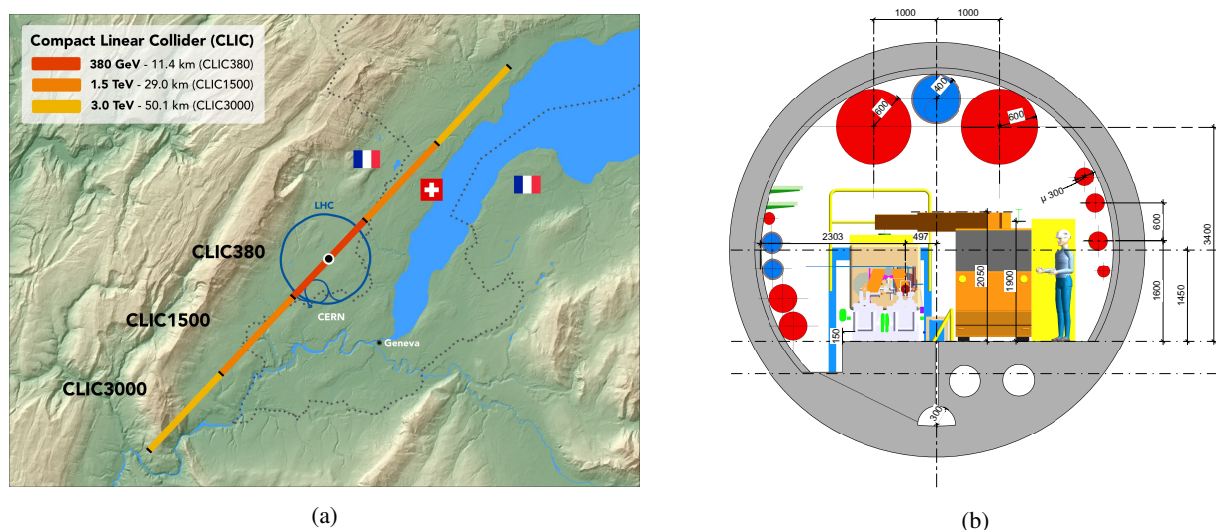 Compact Linear Collider (CLIC)
380 GeV - 11.4 km (CLIC380)
1.5 TeV - 29.0 km (CLIC1500)
3.0 TeV - 50.1 km (CLIC3000)
LHC
CLIC380
CERN
CLIC1500
Geneva
CLIC3000
(a)
1000
1000
400
600
600
µ 300
600
3400
2303
497
2050
1900
1600
1450
150
300
(b)